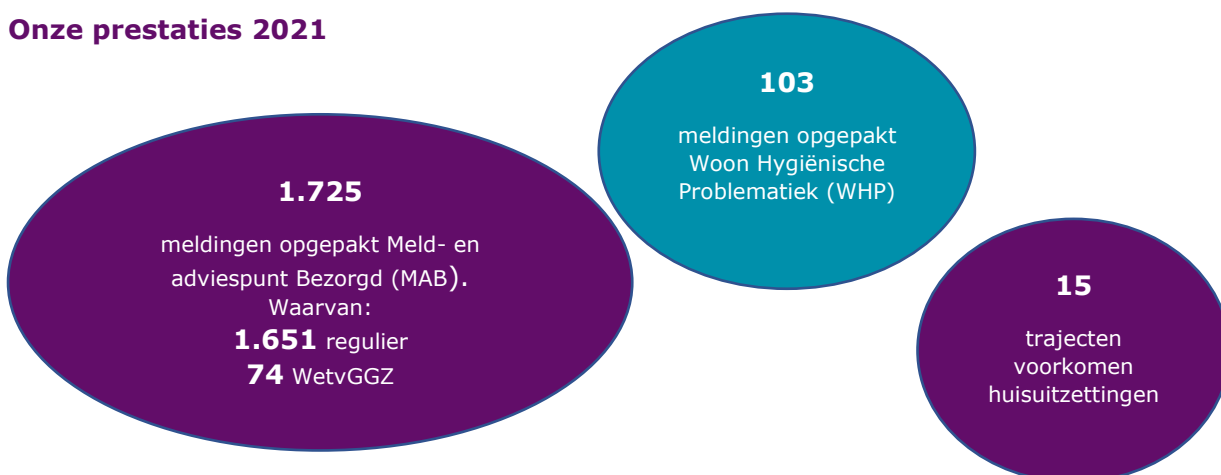 Onze prestaties 2021
1.725
meldingen opgepakt Meld- en
adviespunt Bezorgd (MAB).
Waarvan:
1.651 regulier
74 WetvGGZ
103
meldingen opgepakt
Woon Hygiënische
Problematiek (WHP)
15
trajecten
voorkomen
huisuitzettingen